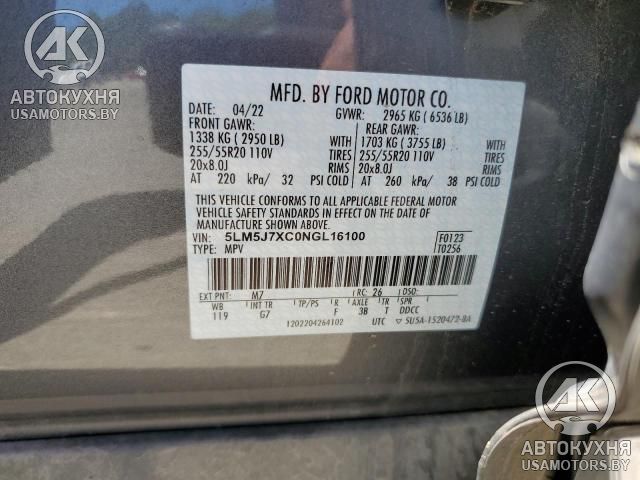 AK
АВТОКУХНЯ
USAMOTORS.BY
MFD. BY FORD MOTOR CO.
DATE: 04/22 GVWR: 2965 KG ( 6536 LB)
FRONT GAWR: REAR GAWR:
1338 KG ( 2950 LB) WITH 1703 KG ( 3755 LB) WITH
255/55R20 110V TIRES 255/55R20 110V TIRES
20x8.0J RIMS 20x8.0J RIMS
AT 220 kPa/ 32 PSI COLD AT 260 kPa/ 38 PSI COLD
THIS VEHICLE CONFORMS TO ALL APPLICABLE FEDERAL MOTOR
VEHICLE SAFETY STANDARDS IN EFFECT ON THE DATE OF
MANUFACTURE SHOWN ABOVE.
VIN: 5LM5J7XC0NGL16100 F0123
TYPE: MPV T0256
EXT PNT: M7 RC: 26 DSO:
WB INT TR TP/PS R AXLE TR SPR
119 G7 F 3B T DDCC
1202204264102 UTC ▽ 5U5A-1520472-BA
AK
АВТОКУХНЯ
USAMOTORS.BY